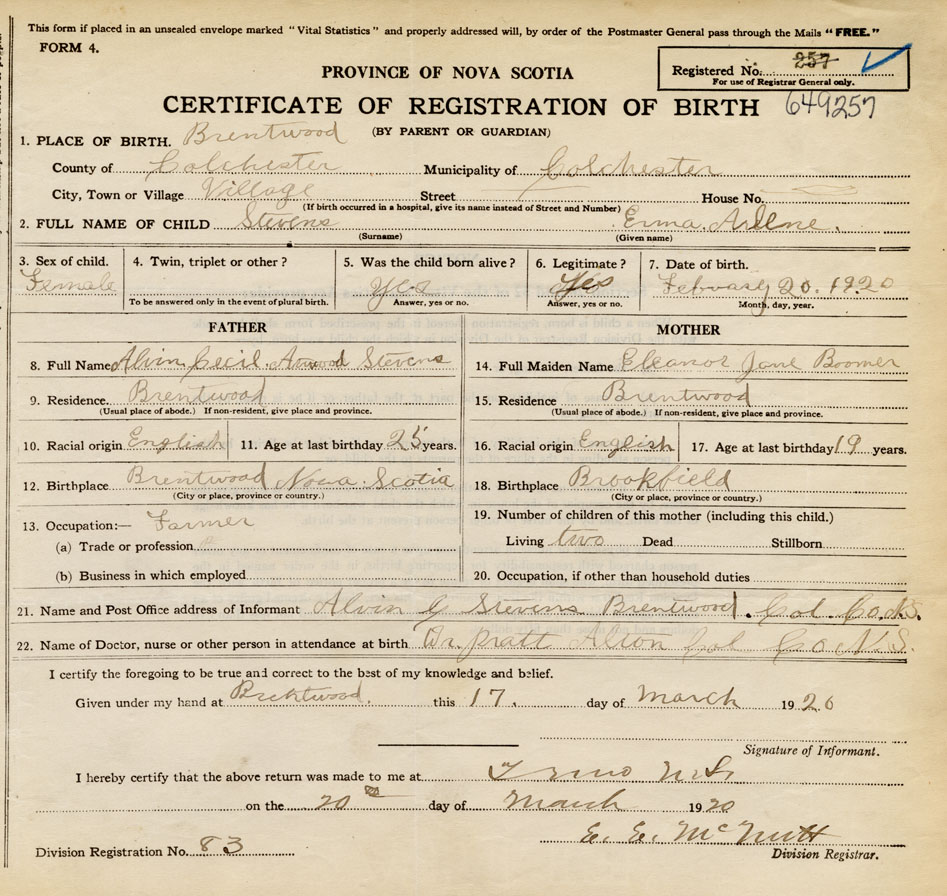 This form if placed in an unsealed envelope marked "Vital Statistics" and properly addressed will, by order of the Postmaster General pass through the Mails "FREE."
FORM 4.
Registered No. 257
For use of Registrar General only.
PROVINCE OF NOVA SCOTIA
CERTIFICATE OF REGISTRATION OF BIRTH 649257
(BY PARENT OR GUARDIAN)
1. PLACE OF BIRTH. Brentwood
County of Colchester Municipality of Colchester
City, Town or Village Village Street House No.
(If birth occurred in a hospital, give its name instead of Street and Number)
2. FULL NAME OF CHILD Stevens Erma Arlene.
(Surname) (Given name)
3. Sex of child. 4. Twin, triplet or other? 5. Was the child born alive? 6. Legitimate? 7. Date of birth.
Female Yes Yes February 20. 1920
To be answered only in the event of plural birth. Answer, yes or no. Answer, yes or no. Month, day, year.
FATHER MOTHER
8. Full Name Alvin Cecil Atwood Stevens 14. Full Maiden Name Eleanor Jane Boomer
9. Residence. Brentwood 15. Residence Brentwood
(Usual place of abode.) If non-resident, give place and province. (Usual place of abode.) If non-resident, give place and province.
10. Racial origin English 11. Age at last birthday 25 years. 16. Racial origin English 17. Age at last birthday 19 years.
12. Birthplace Brentwood Nova Scotia 18. Birthplace Brookfield
(City or place, province or country.) (City or place, province or country.)
13. Occupation:— Farmer 19. Number of children of this mother (including this child.)
(a) Trade or profession Living two Dead Stillborn
(b) Business in which employed 20. Occupation, if other than household duties
21. Name and Post Office address of Informant Alvin C Stevens Brentwood. Col Co. N.S.
22. Name of Doctor, nurse or other person in attendance at birth Dr. Pratt Alton Col Co N.S.
I certify the foregoing to be true and correct to the best of my knowledge and belief.
Given under my hand at Brentwood. this 17. day of March 1920
Signature of Informant.
I hereby certify that the above return was made to me at Truro N.S.
on the 20 day of March 1920
E. E. McNutt
Division Registration No. 83 Division Registrar.